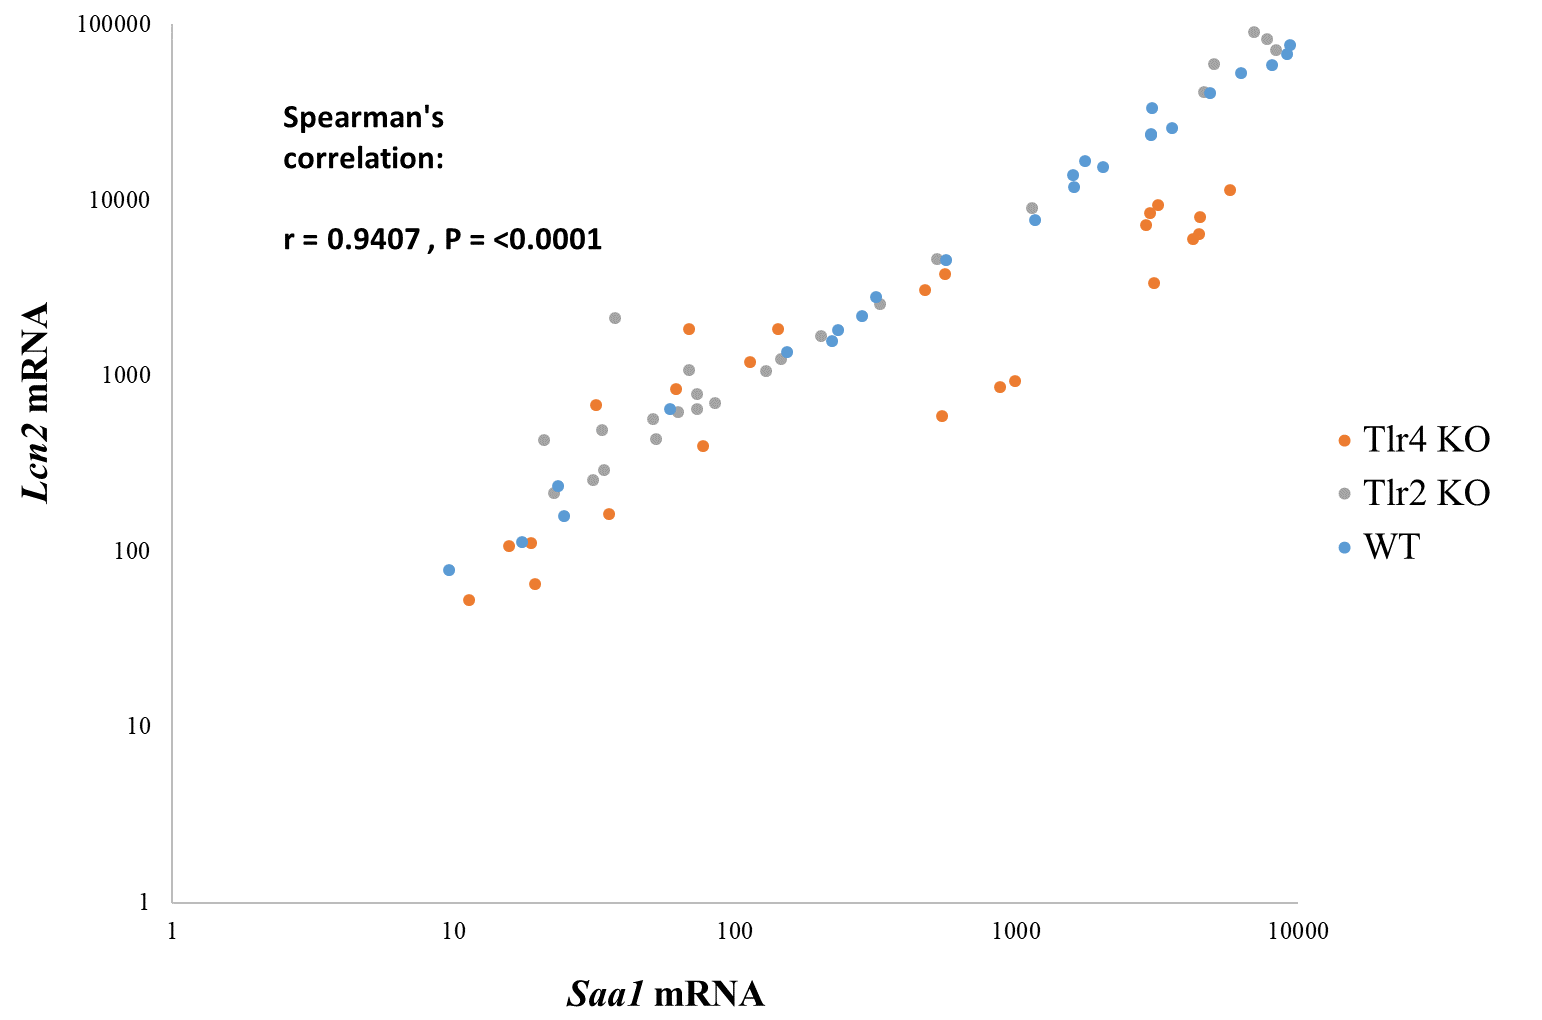 100000
10000
1000
100
10
1
Spearman's
correlation:
r = 0.9407 , P = <0.0001
Lcn2 mRNA
Tlr4 KO
Tlr2 KO
WT
1
10
100
1000
10000
Saa1 mRNA